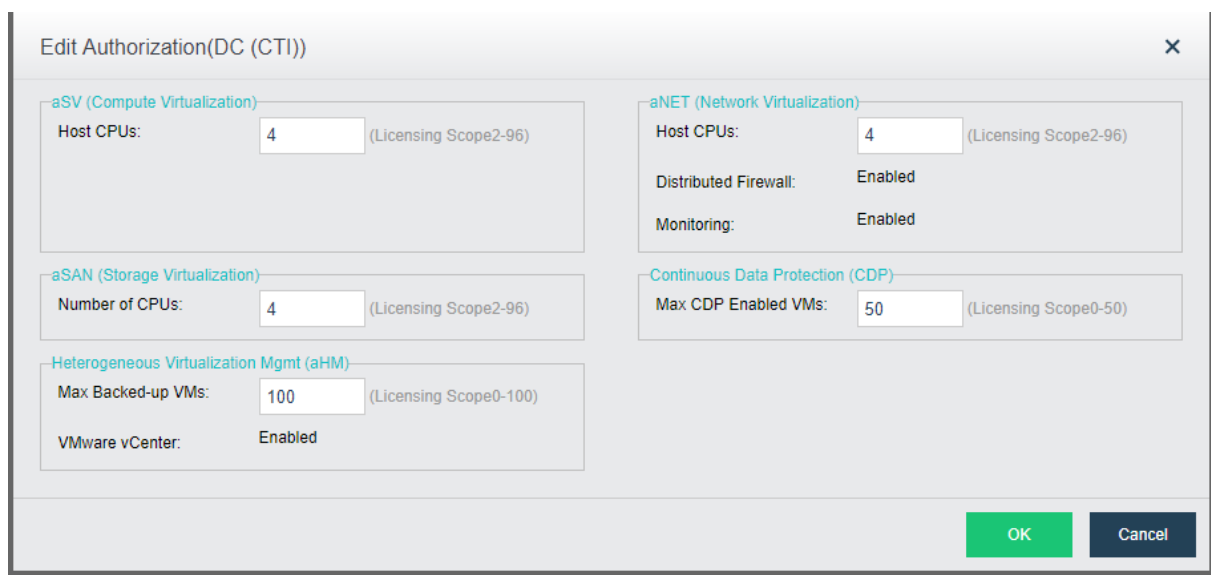 Edit Authorization(DC (CTI))
×
aSV (Compute Virtualization)
Host CPUs: 4 (Licensing Scope2-96)
aNET (Network Virtualization)
Host CPUs: 4 (Licensing Scope2-96)
Distributed Firewall: Enabled
Monitoring: Enabled
aSAN (Storage Virtualization)
Number of CPUs: 4 (Licensing Scope2-96)
Continuous Data Protection (CDP)
Max CDP Enabled VMs: 50 (Licensing Scope0-50)
Heterogeneous Virtualization Mgmt (aHM)
Max Backed-up VMs: 100 (Licensing Scope0-100)
VMware vCenter: Enabled
OK Cancel